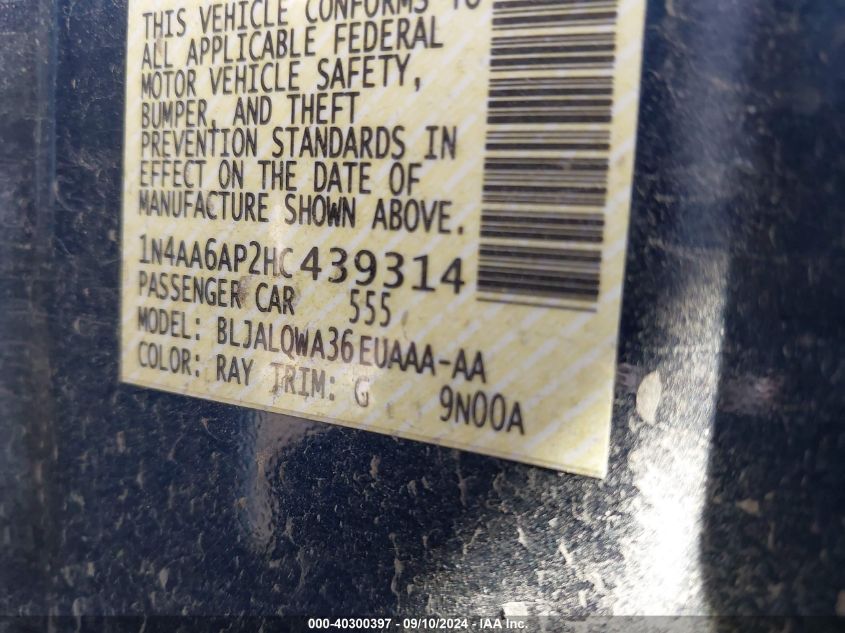 THIS VEHICLE CONFORMS TO
ALL APPLICABLE FEDERAL
MOTOR VEHICLE SAFETY,
BUMPER, AND THEFT
PREVENTION STANDARDS IN
EFFECT ON THE DATE OF
MANUFACTURE SHOWN ABOVE.
1N4AA6AP2HC439314
PASSENGER CAR 555
MODEL: BLJALQWA36EUAAA-AA
COLOR: RAY TRIM: G
9N00A
000-40300397 - 09/10/2024 - IAA Inc.